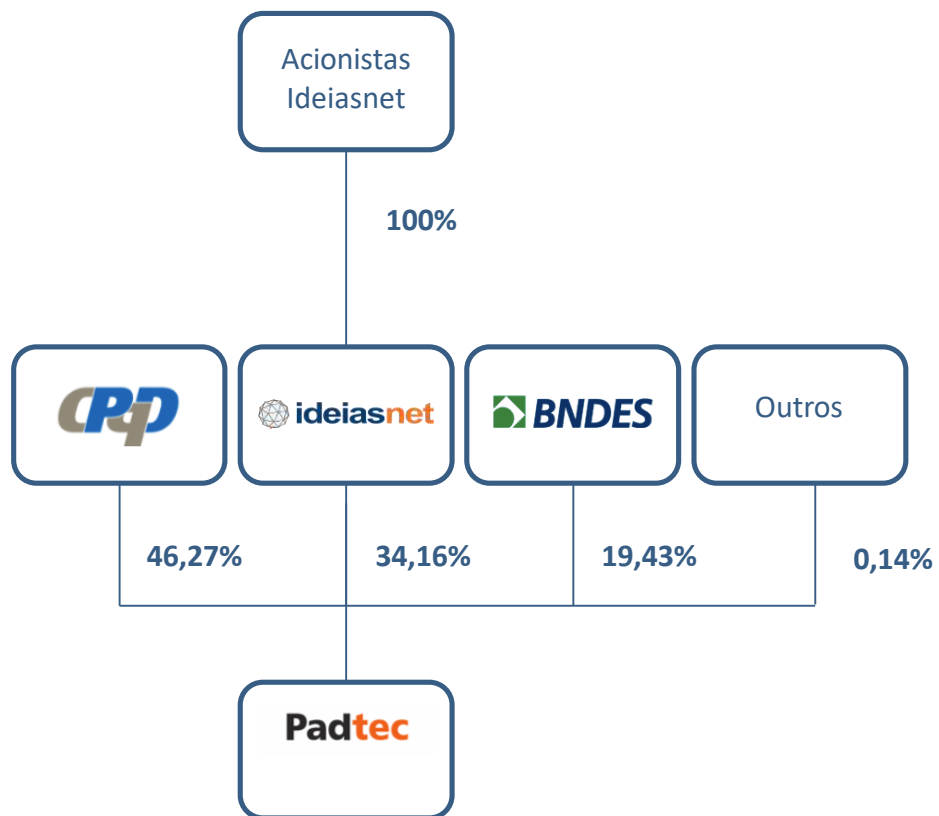 Acionistas
Ideiasnet
100%
CPqD
ideiasnet
BNDES
Outros
46,27%
34,16%
19,43%
0,14%
Padtec